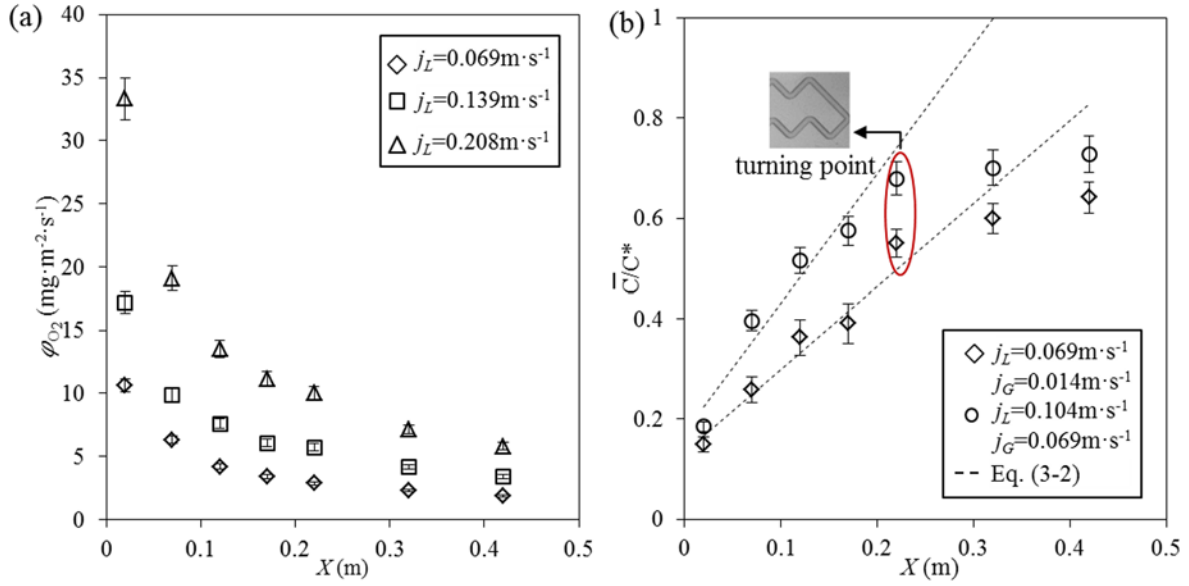 (a)
40
35
30
25
20
15
10
5
0
φO2 (mg·m-2·s-1)
jL=0.069m·s-1
jL=0.139m·s-1
jL=0.208m·s-1
0 0.1 0.2 0.3 0.4 0.5
X (m)
(b)
1
0.8
0.6
0.4
0.2
0
C̅/C*
turning point
jL=0.069m·s-1
jG=0.014m·s-1
jL=0.104m·s-1
jG=0.069m·s-1
Eq. (3-2)
0 0.1 0.2 0.3 0.4 0.5
X (m)